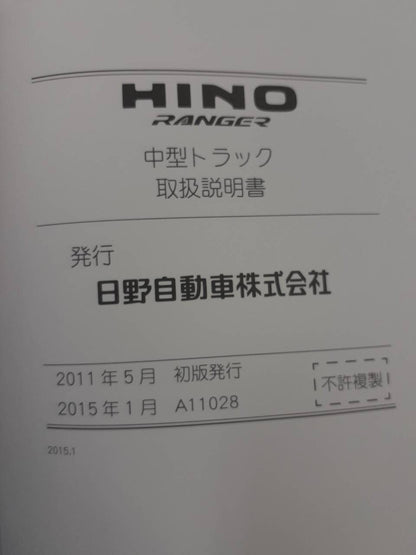 HINO
RANGER
中型トラック
取扱説明書
発行
日野自動車株式会社
2011年5月 初版発行
2015年1月 A11028
不許複製
2015.1